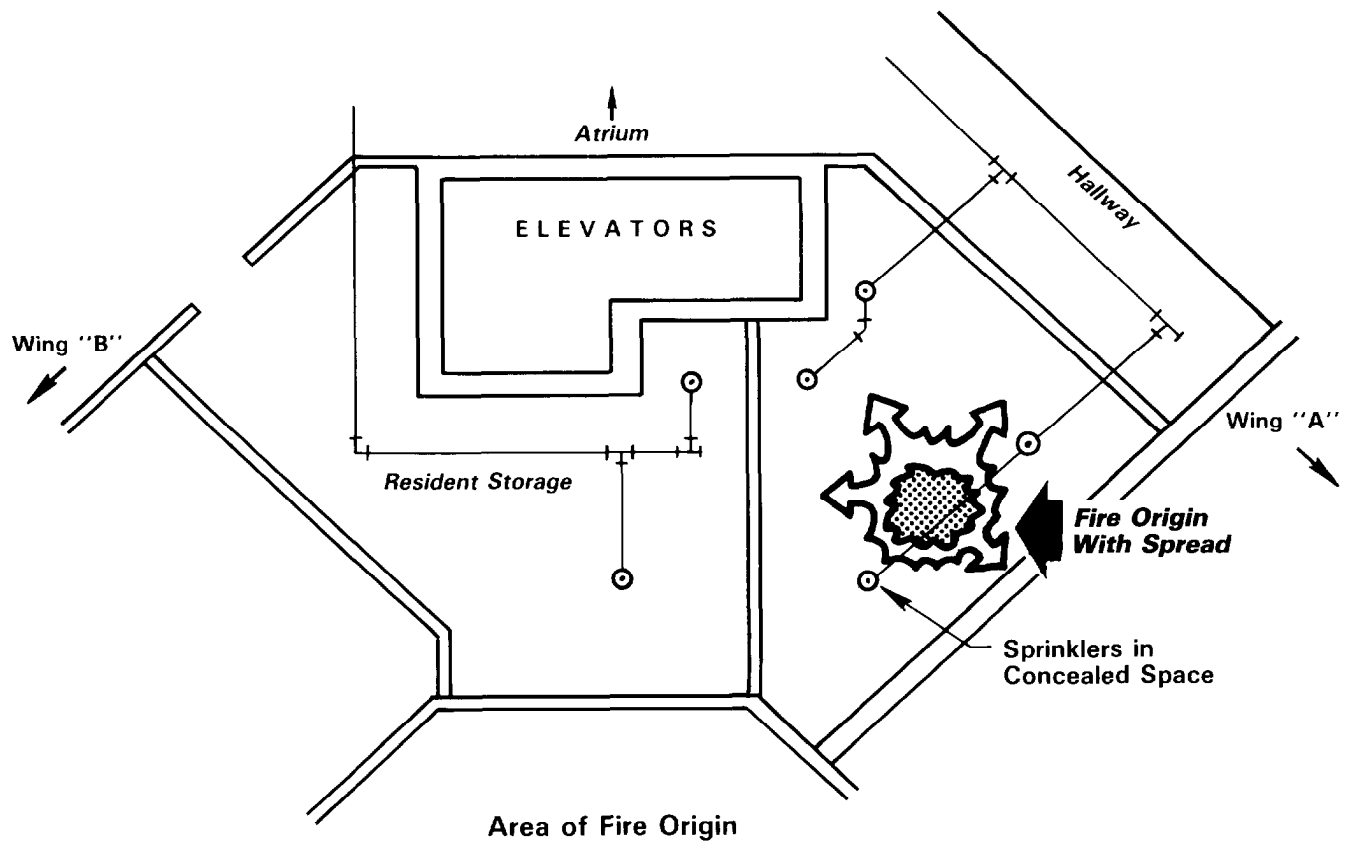 Atrium
Hallway
ELEVATORS
Wing "B"
Wing "A"
Resident Storage
Fire Origin
With Spread
Sprinklers in
Concealed Space
Area of Fire Origin